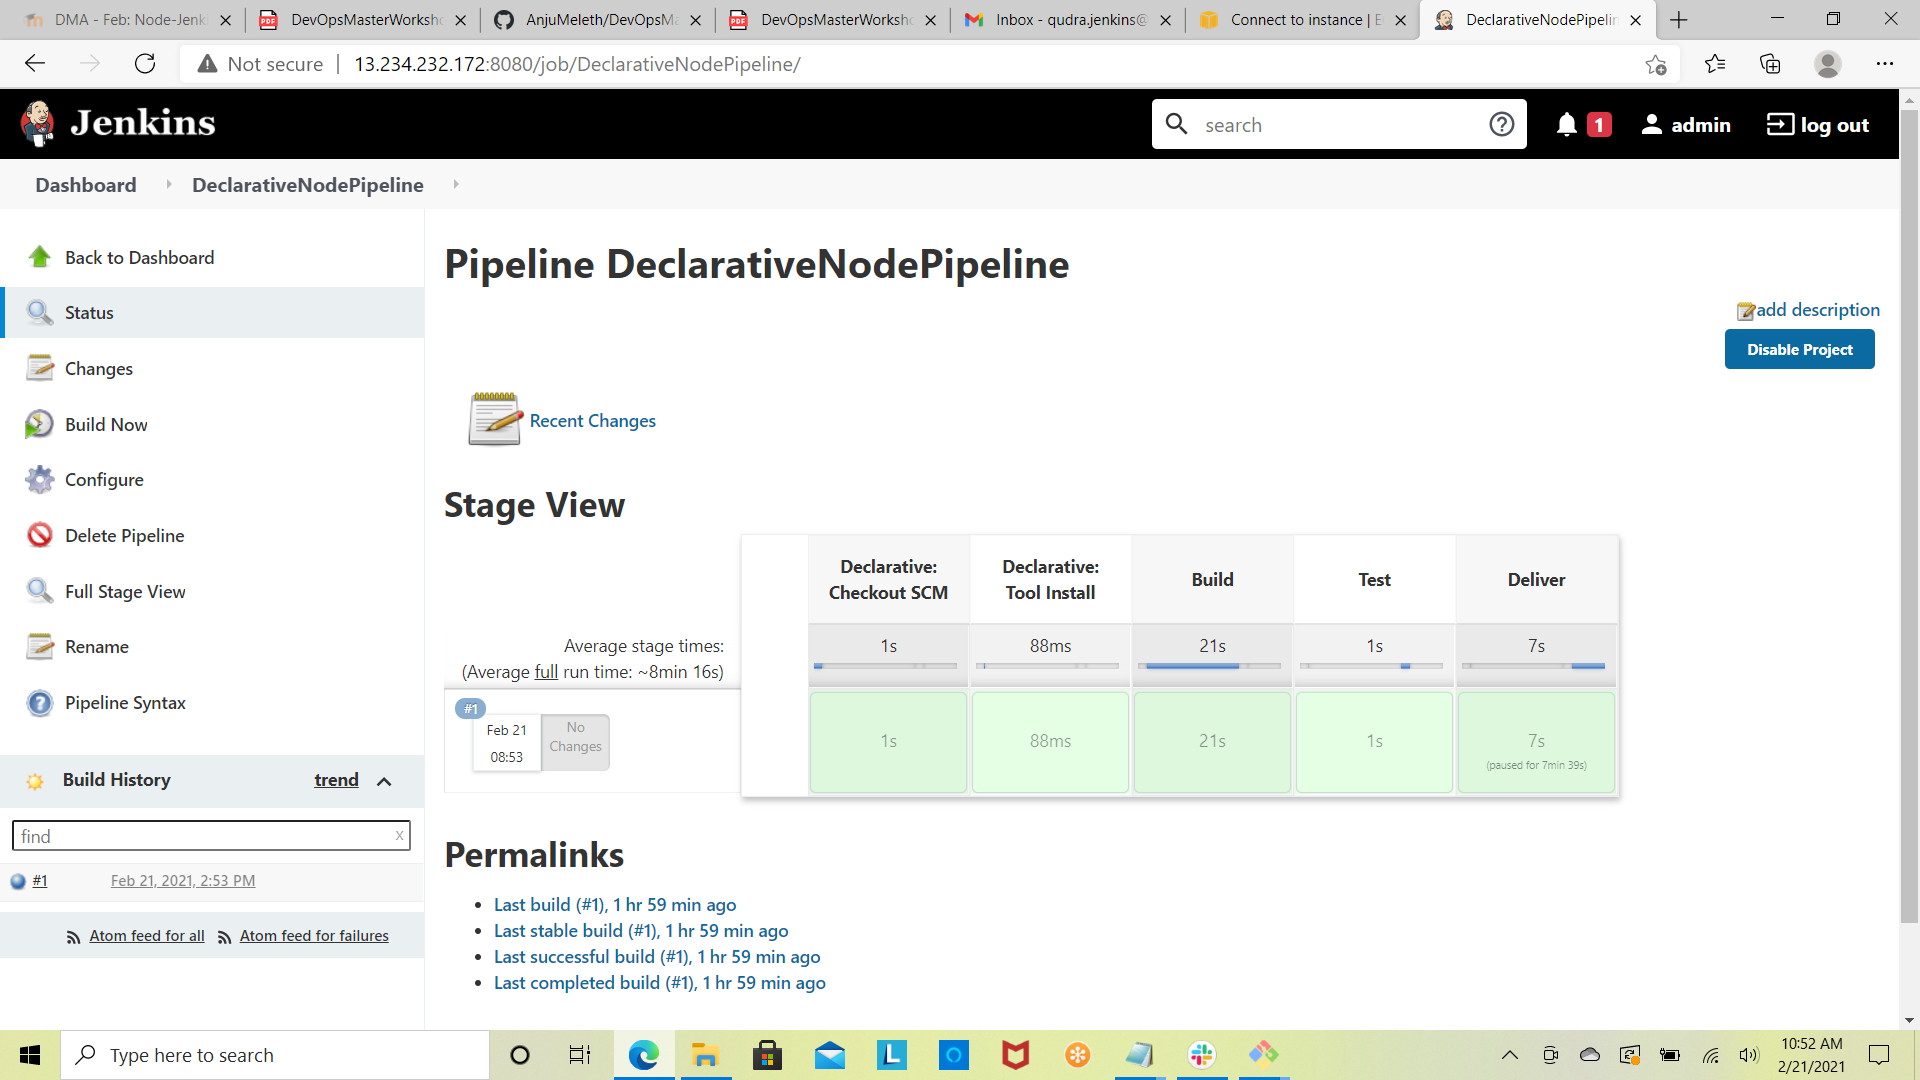 DMA - Feb: Node-Jenki
DevOpsMasterWorksho
AnjuMeleth/DevOpsMa
DevOpsMasterWorksho
Inbox - qudra.jenkins@
Connect to instance | E
DeclarativeNodePipelin
Not secure
13.234.232.172:8080/job/DeclarativeNodePipeline/
Jenkins
search
1
admin
log out
Dashboard
DeclarativeNodePipeline
Back to Dashboard
Status
Changes
Build Now
Configure
Delete Pipeline
Full Stage View
Rename
Pipeline Syntax
Build History
trend
find
x
#1
Feb 21, 2021, 2:53 PM
Atom feed for all
Atom feed for failures
Pipeline DeclarativeNodePipeline
add description
Disable Project
Recent Changes
Stage View
Declarative:
Checkout SCM
Declarative:
Tool Install
Build
Test
Deliver
Average stage times:
(Average full run time: ~8min 16s)
1s
88ms
21s
1s
7s
#1
Feb 21
08:53
No
Changes
1s
88ms
21s
1s
7s
(paused for 7min 39s)
Permalinks
Last build (#1), 1 hr 59 min ago
Last stable build (#1), 1 hr 59 min ago
Last successful build (#1), 1 hr 59 min ago
Last completed build (#1), 1 hr 59 min ago
Type here to search
L
10:52 AM
2/21/2021